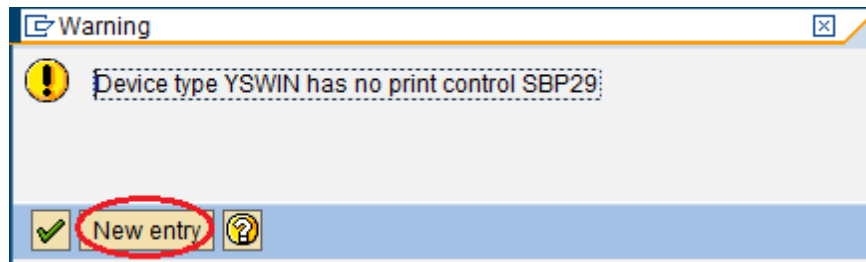 Warning
Device type YSWIN has no print control SBP29
New entry